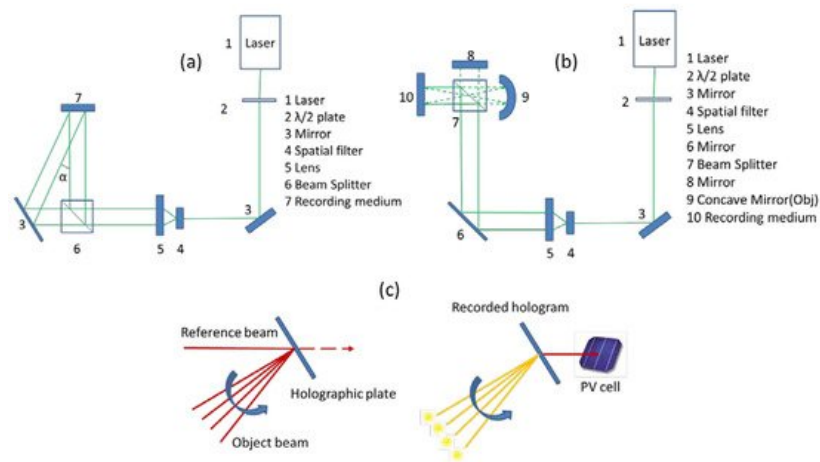 (a)
1
Laser
2
7
α
3
6
5
4
3
1 Laser
2 λ/2 plate
3 Mirror
4 Spatial filter
5 Lens
6 Beam Splitter
7 Recording medium
(b)
1
Laser
2
8
10
9
7
6
5
4
3
1 Laser
2 λ/2 plate
3 Mirror
4 Spatial filter
5 Lens
6 Mirror
7 Beam Splitter
8 Mirror
9 Concave Mirror(Obj)
10 Recording medium
(c)
Reference beam
Holographic plate
Object beam
Recorded hologram
PV cell